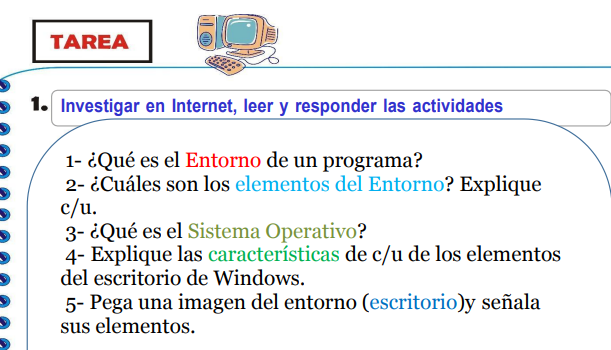 TAREA
1. Investigar en Internet, leer y responder las actividades
1- ¿Qué es el Entorno de un programa?
2- ¿Cuáles son los elementos del Entorno? Explique
c/u.
3- ¿Qué es el Sistema Operativo?
4- Explique las características de c/u de los elementos
del escritorio de Windows.
5- Pega una imagen del entorno (escritorio)y señala
sus elementos.